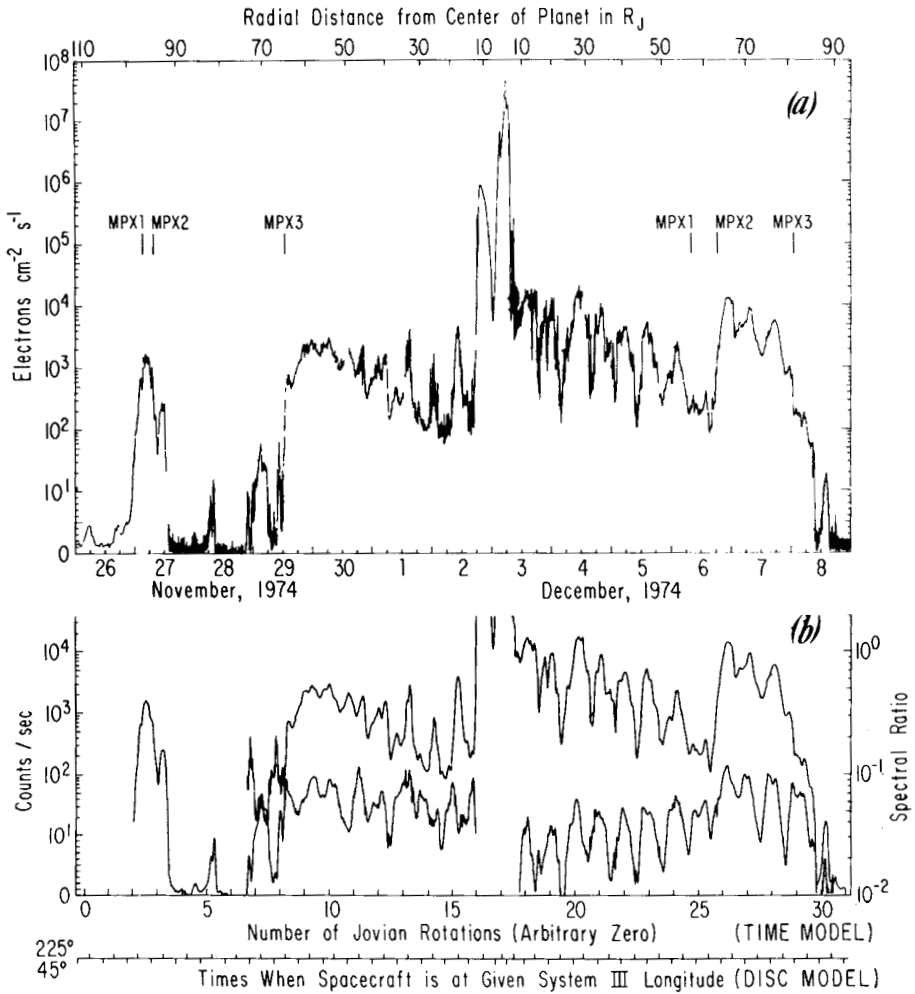 Radial Distance from Center of Planet in R_J
110 90 70 50 30 10 10 30 50 70 90
10^8
(a)
10^7
10^6
MPX1 MPX2 MPX3 MPX1 MPX2 MPX3
10^5
Electrons cm^-2 s^-1
10^4
10^3
10^2
10^1
0
26 27 28 29 30 1 2 3 4 5 6 7 8
November, 1974 December, 1974
(b)
10^4 10^0
10^3
Counts / sec
10^2 10^-1
Spectral Ratio
10^1
0 10^-2
0 5 10 15 20 25 30
Number of Jovian Rotations (Arbitrary Zero) (TIME MODEL)
225°
45°
Times When Spacecraft is at Given System III Longitude (DISC MODEL)